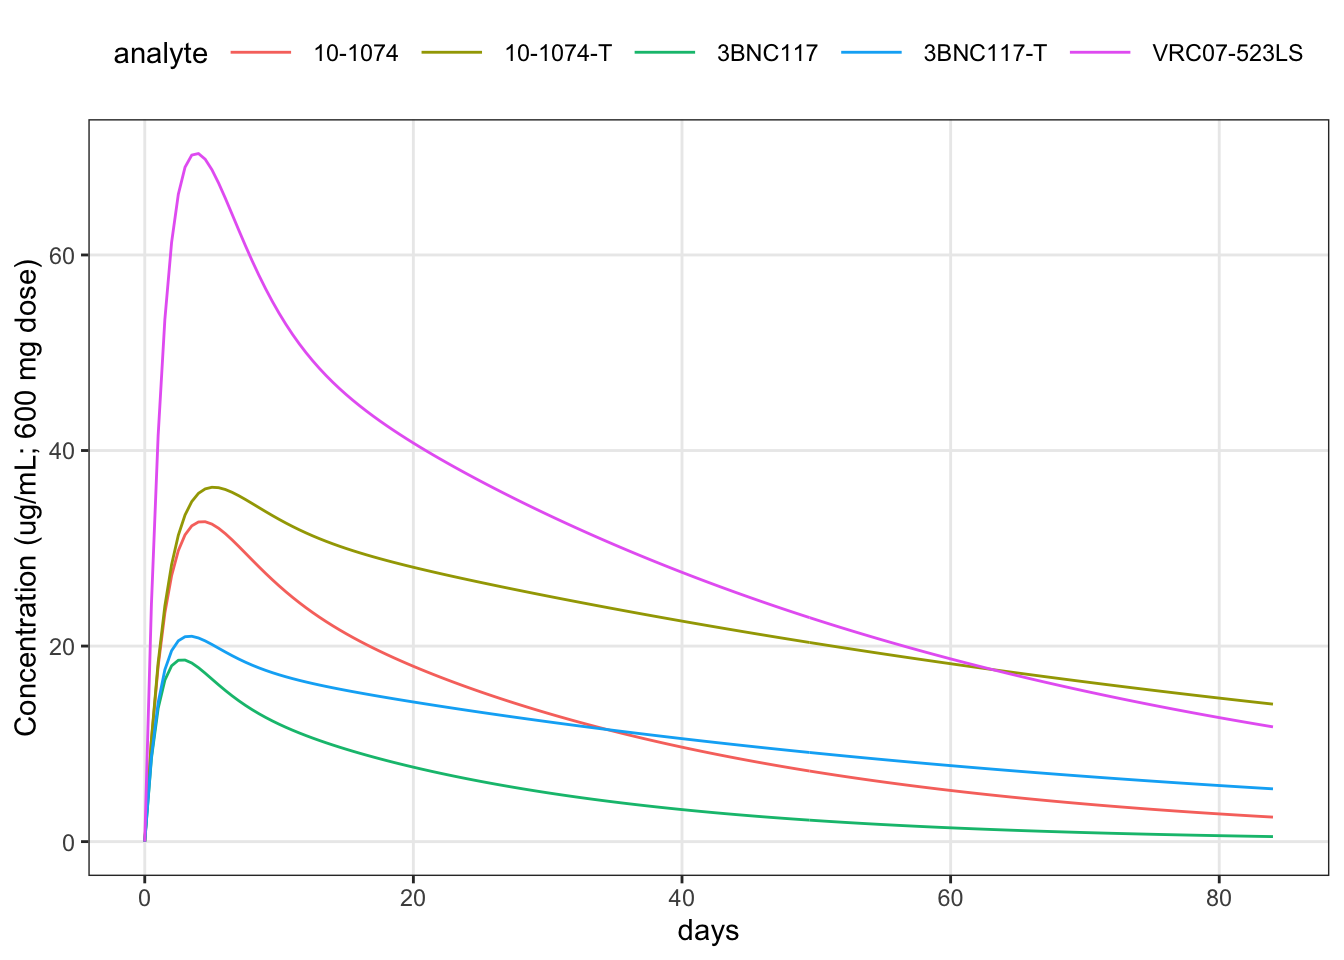 analyte 10-1074 10-1074-T 3BNC117 3BNC117-T VRC07-523LS
Concentration (ug/mL; 600 mg dose)
60
40
20
0
0 20 40 60 80
days